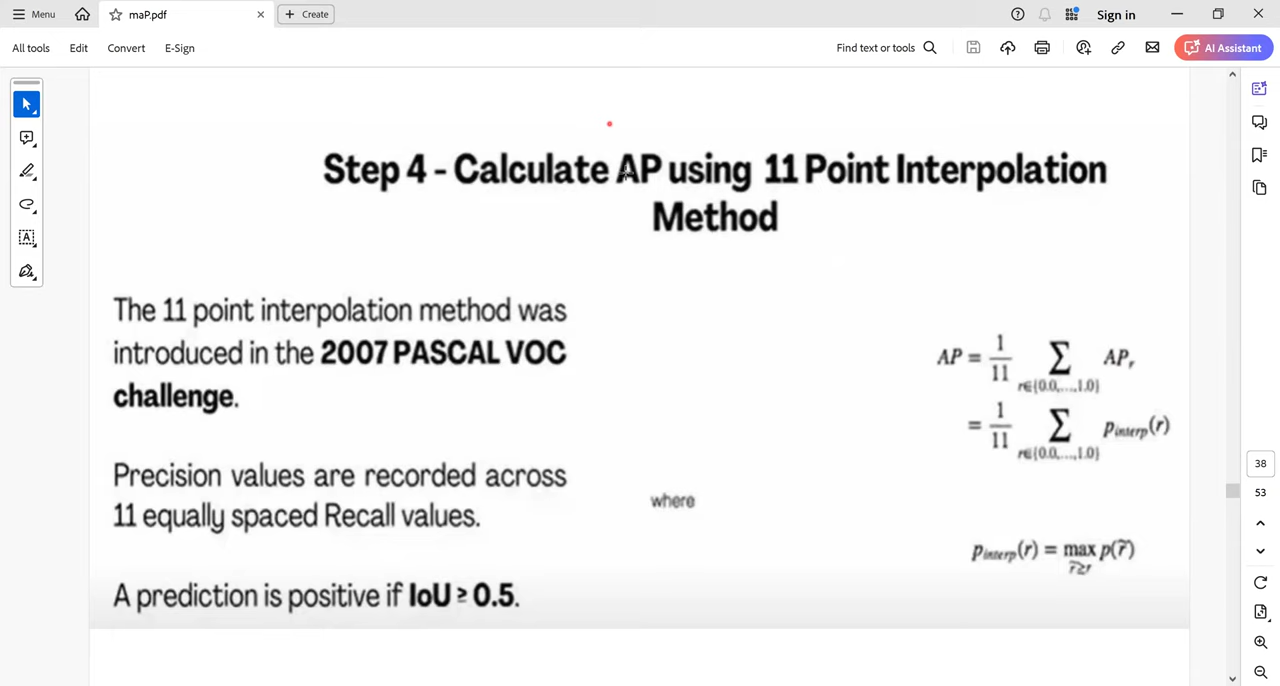 Menu
maP.pdf
Create
Sign in
All tools
Edit
Convert
E-Sign
Find text or tools
AI Assistant
Step 4 - Calculate AP using 11 Point Interpolation
Method
The 11 point interpolation method was
introduced in the 2007 PASCAL VOC
challenge.
AP = 1/11 ∑ r∈{0.0,...,1.0} APr
= 1/11 ∑ r∈{0.0,...,1.0} pinterp(r)
Precision values are recorded across
11 equally spaced Recall values.
where
pinterp(r) = max r̃≥r p(r̃)
A prediction is positive if IoU ≥ 0.5.
38
53